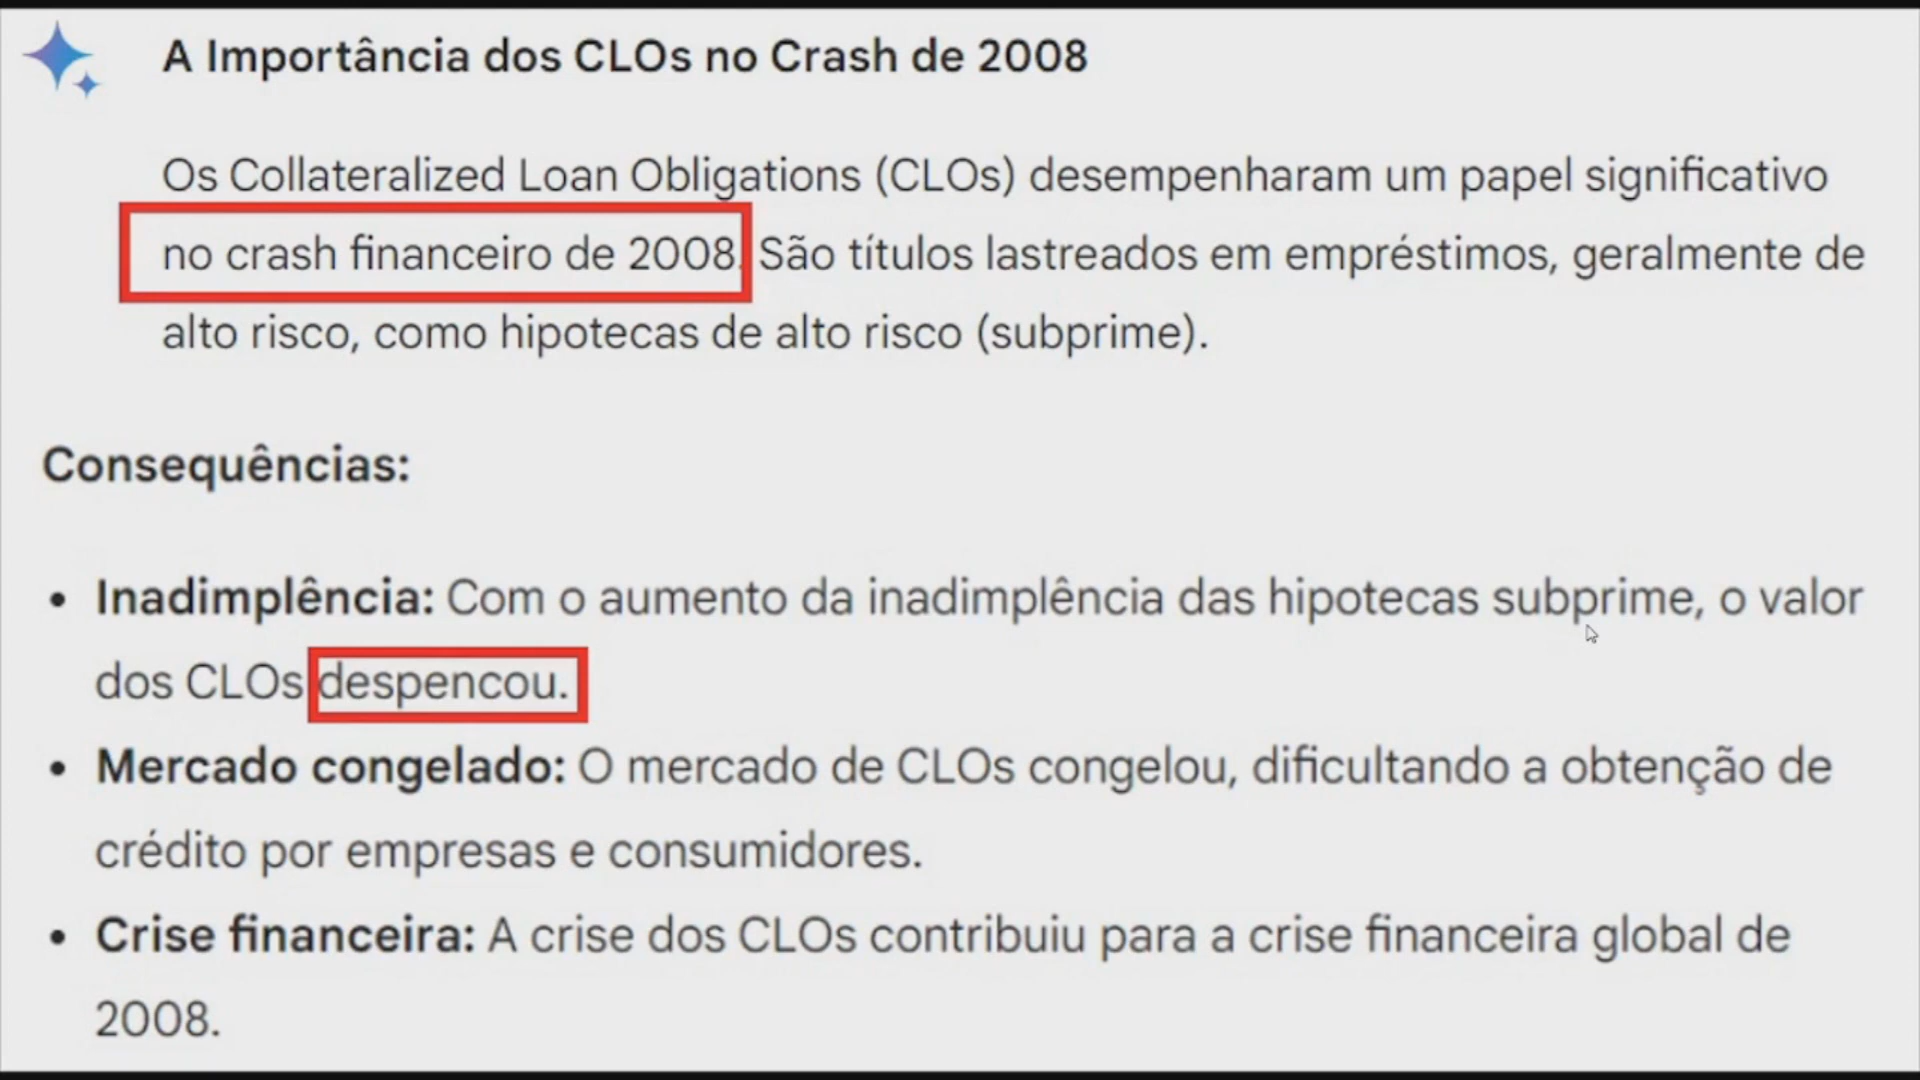 A Importância dos CLOs no Crash de 2008
Os Collateralized Loan Obligations (CLOs) desempenharam um papel significativo
no crash financeiro de 2008. São títulos lastreados em empréstimos, geralmente de
alto risco, como hipotecas de alto risco (subprime).
Consequências:
• Inadimplência: Com o aumento da inadimplência das hipotecas subprime, o valor
dos CLOs despencou.
• Mercado congelado: O mercado de CLOs congelou, dificultando a obtenção de
crédito por empresas e consumidores.
• Crise financeira: A crise dos CLOs contribuiu para a crise financeira global de
2008.